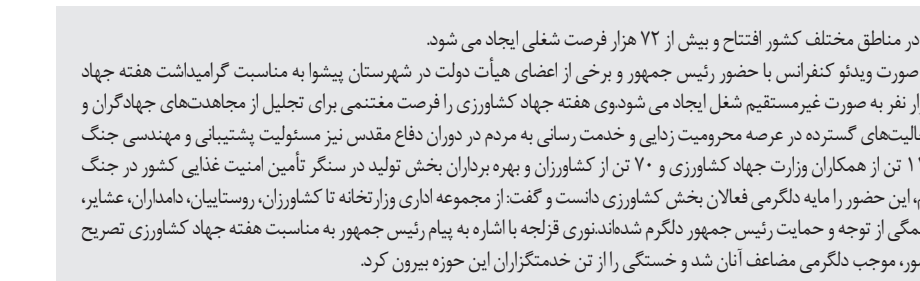 در مناطق مختلف کشور افتتاح و بیش از ۷۲ هزار فرصت شغلی ایجاد می شود.
صورت ویدئو کنفرانس با حضور رئیس جمهور و برخی از اعضای هیأت دولت در شهرستان پیشوا به مناسبت گرامیداشت هفته جهاد
نفر به صورت غیرمستقیم شغل ایجاد می شود.وی هفته جهاد کشاورزی را فرصت مغتنمی برای تجلیل از مجاهدت‌های جهادگران و
گسترده در عرصه محرومیت زدایی و خدمت رسانی به مردم در دوران دفاع مقدس نیز مسئولیت پشتیبانی و مهندسی جنگ
تن از همکاران وزارت جهاد کشاورزی و ۷۰ تن از کشاورزان و بهره برداران بخش تولید در سنگر تأمین امنیت غذایی کشور در جنگ
این حضور را مایه دلگرمی فعالان بخش کشاورزی دانست و گفت: از مجموعه اداری وزارتخانه تا کشاورزان، روستاییان، دامداران، عشایر،
از توجه و حمایت رئیس جمهور دلگرم شده‌اند.نوری قزلجه با اشاره به پیام رئیس جمهور به مناسبت هفته جهاد کشاورزی تصریح
موجب دلگرمی مضاعف آنان شد و خستگی را از تن خدمتگزاران این حوزه بیرون کرد.